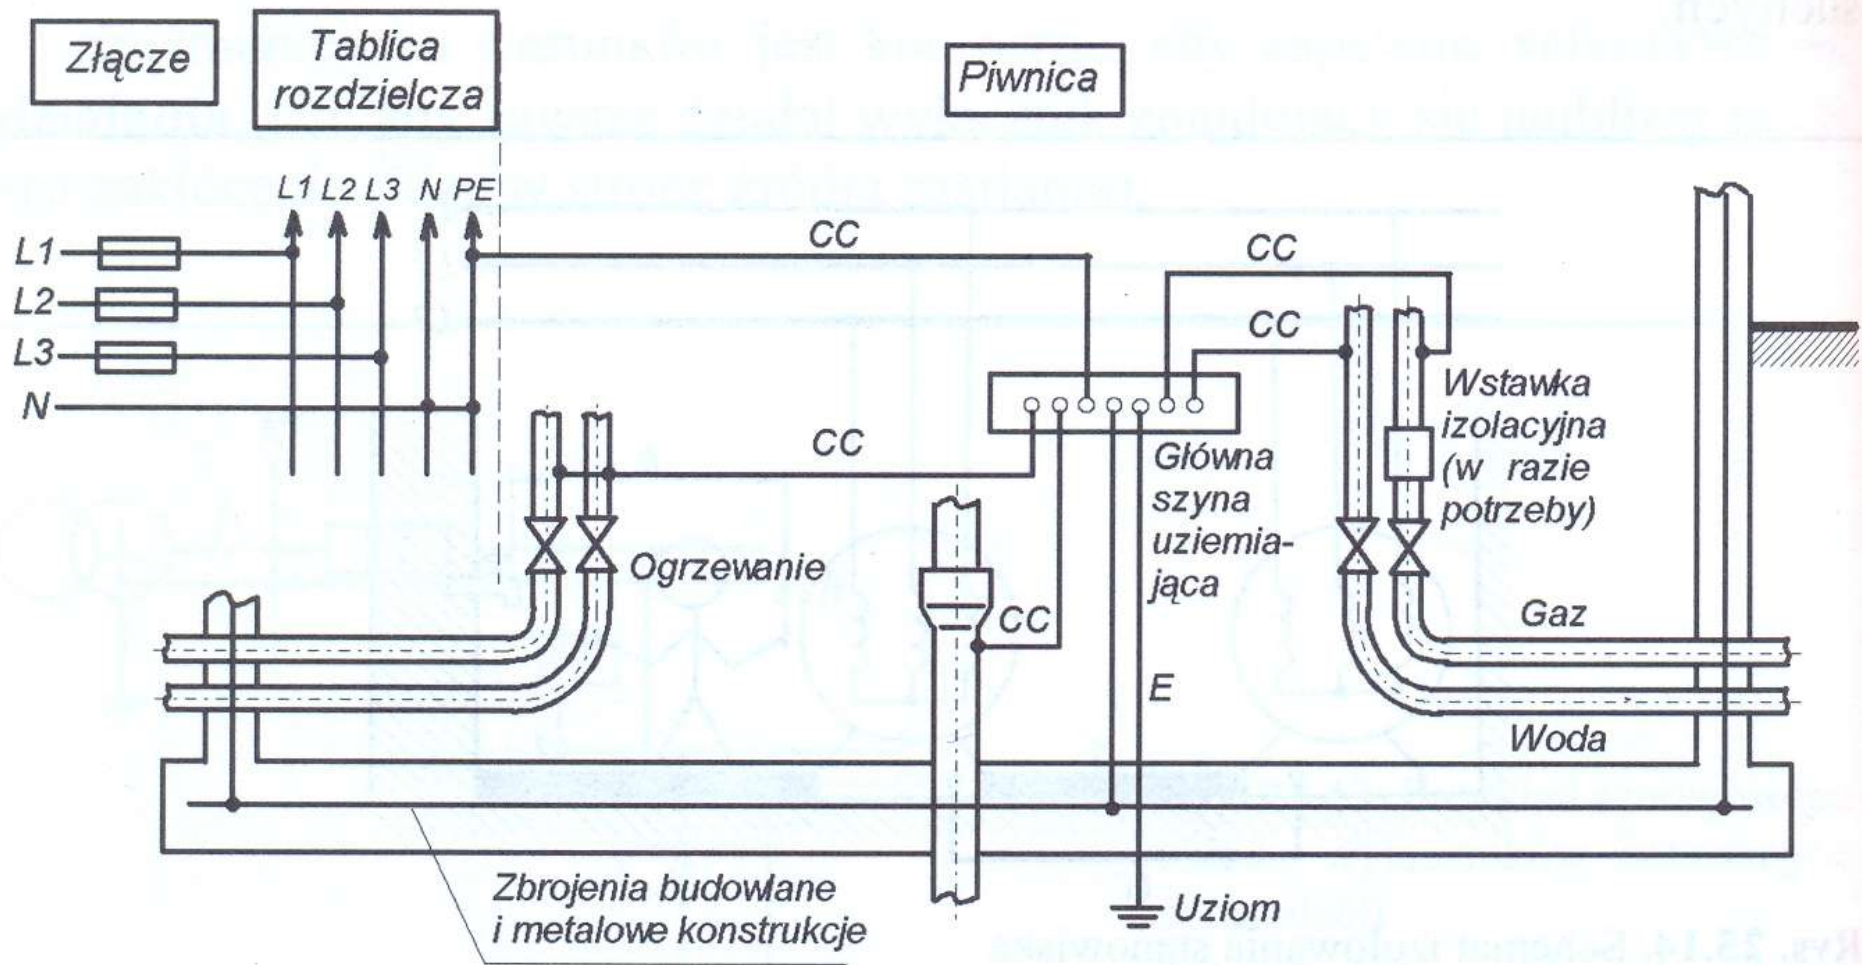 Złącze
Tablica
rozdzielcza
Piwnica
L1 L2 L3 N PE
L1
L2
L3
N
CC
CC
CC
CC
CC
Wstawka
izolacyjna
(w razie
potrzeby)
Główna
szyna
uziemia-
jąca
Ogrzewanie
E
Gaz
Woda
Zbrojenia budowlane
i metalowe konstrukcje
Uziom